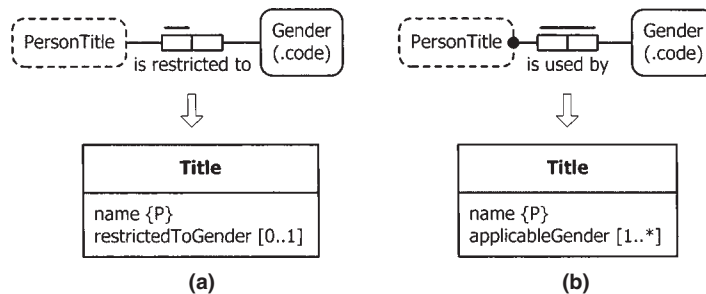 PersonTitle
Gender
(.code)
is restricted to
Title
name {P}
restrictedToGender [0..1]
(a)
PersonTitle
Gender
(.code)
is used by
Title
name {P}
applicableGender [1..*]
(b)